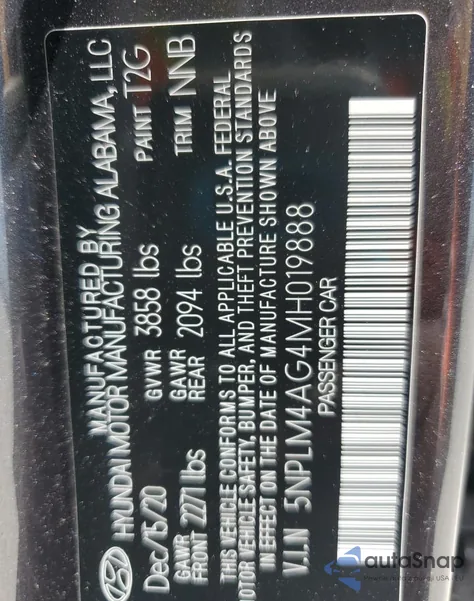 MANUFACTURED BY
HYUNDAI MOTOR MANUFACTURING ALABAMA, LLC
Dec/15/20 GVWR 3858 lbs PAINT T2G
GAWR FRONT 2271 lbs GAWR REAR 2094 lbs TRIM NNB
THIS VEHICLE CONFORMS TO ALL APPLICABLE U.S.A. FEDERAL
MOTOR VEHICLE SAFETY, BUMPER, AND THEFT PREVENTION STANDARDS
IN EFFECT ON THE DATE OF MANUFACTURE SHOWN ABOVE
V.I.N 5NPLM4AG4MH019888
PASSENGER CAR
autoSnap